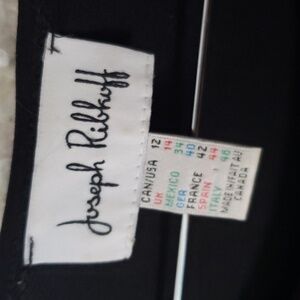 Joseph Ribkoff
CAN/USA 12
UK 14
MEXICO 34
GER 40
FRANCE 42
SPAIN 44
ITALY 46
MADE IN/FAIT AU
CANADA